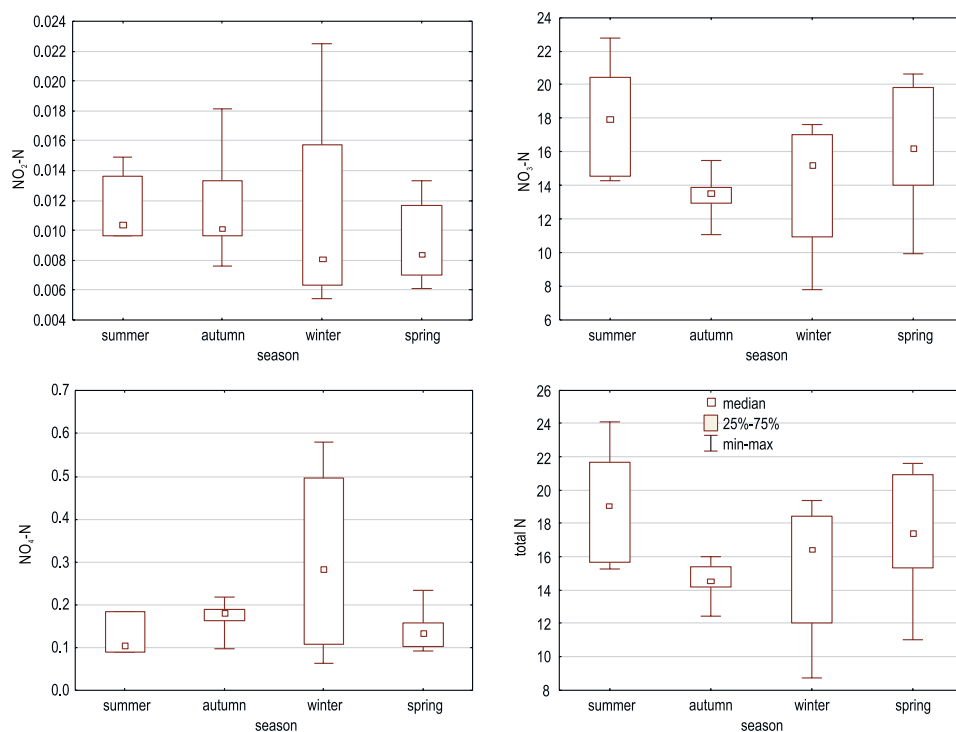 0.024
0.022
0.020
0.018
0.016
0.014
0.012
0.010
0.008
0.006
0.004
NO₂-N
summer autumn winter spring
season
24
22
20
18
16
14
12
10
8
6
NO₃-N
summer autumn winter spring
season
0.7
0.6
0.5
0.4
0.3
0.2
0.1
0.0
NO₄-N
summer autumn winter spring
season
26
24
22
20
18
16
14
12
10
8
total N
median
25%-75%
min-max
summer autumn winter spring
season